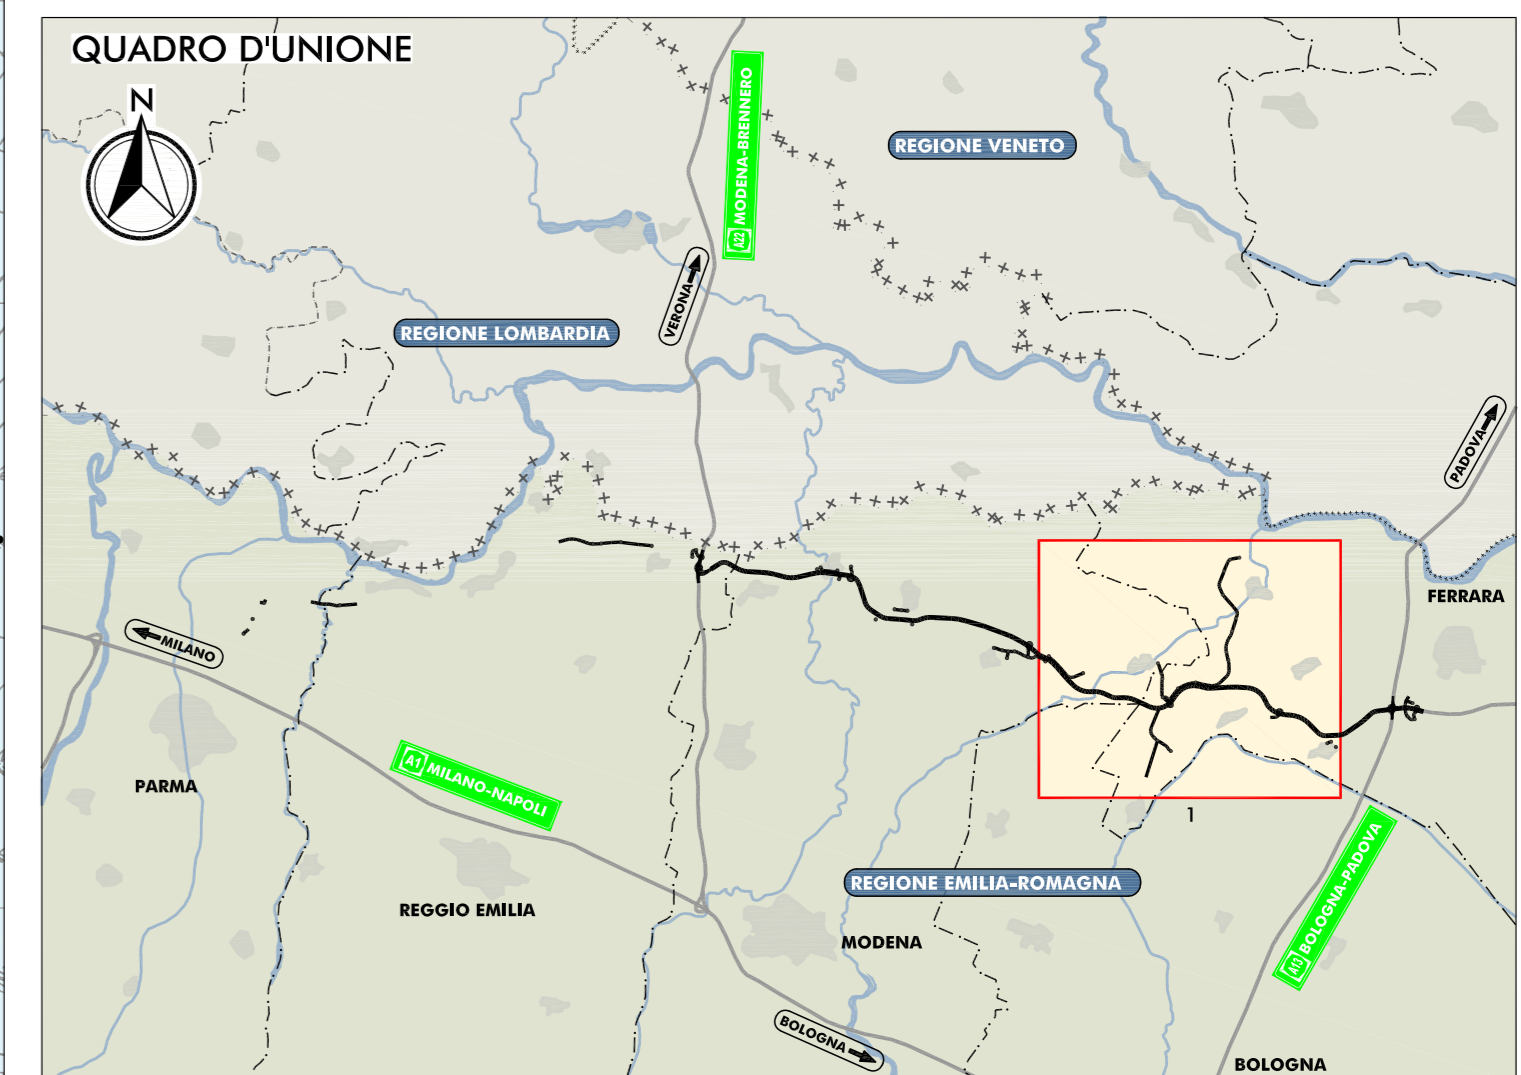 QUADRO D'UNIONE
N
A22 MODENA-BRENNERO
REGIONE VENETO
VERONA
REGIONE LOMBARDIA
PADOVA
FERRARA
MILANO
PARMA
A1 MILANO-NAPOLI
1
REGIONE EMILIA-ROMAGNA
A13 BOLOGNA-PADOVA
REGGIO EMILIA
MODENA
BOLOGNA
BOLOGNA